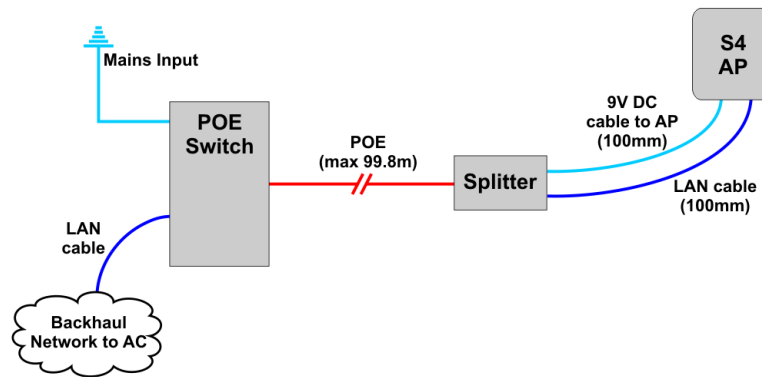 S4
AP
Mains Input
9V DC
cable to AP
(100mm)
POE
Switch
POE
(max 99.8m)
Splitter
LAN cable
(100mm)
LAN
cable
Backhaul
Network to AC